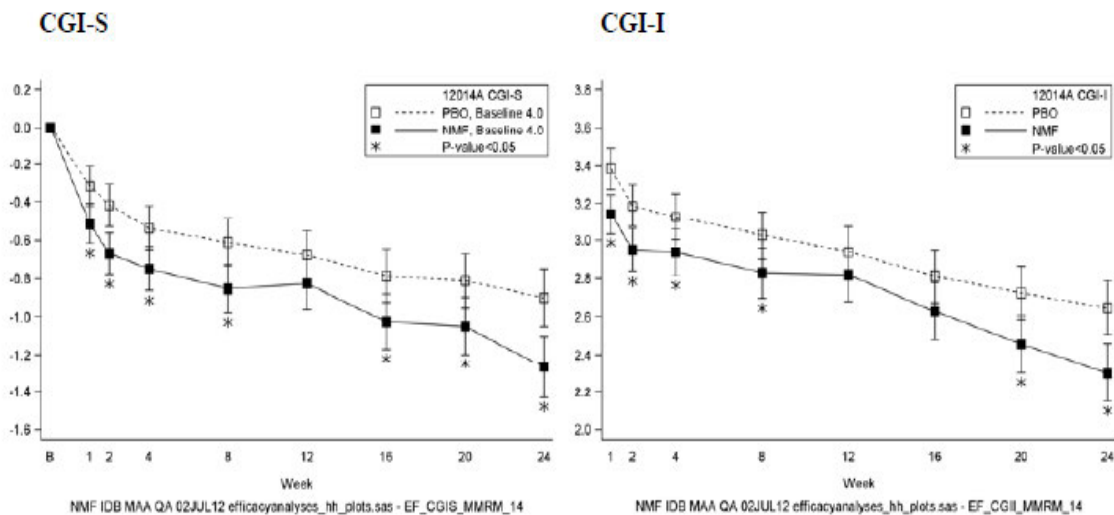 CGI-S
CGI-I
12014A CGI-S
PBO, Baseline 4.0
NMF, Baseline 4.0
* P-value<0.05
0.2
0.0
-0.2
-0.4
-0.6
-0.8
-1.0
-1.2
-1.4
-1.6
B 1 2 4 8 12 16 20 24
Week
NMF IDB MAA QA 02JUL12 efficacyanalyses_hh_plots.sas - EF_CGIS_MMRM_14
12014A CGI-I
PBO
NMF
* P-value<0.05
3.8
3.6
3.4
3.2
3.0
2.8
2.6
2.4
2.2
2.0
1 2 4 8 12 16 20 24
Week
NMF IDB MAA QA 02JUL12 efficacyanalyses_hh_plots.sas - EF_CGII_MMRM_14